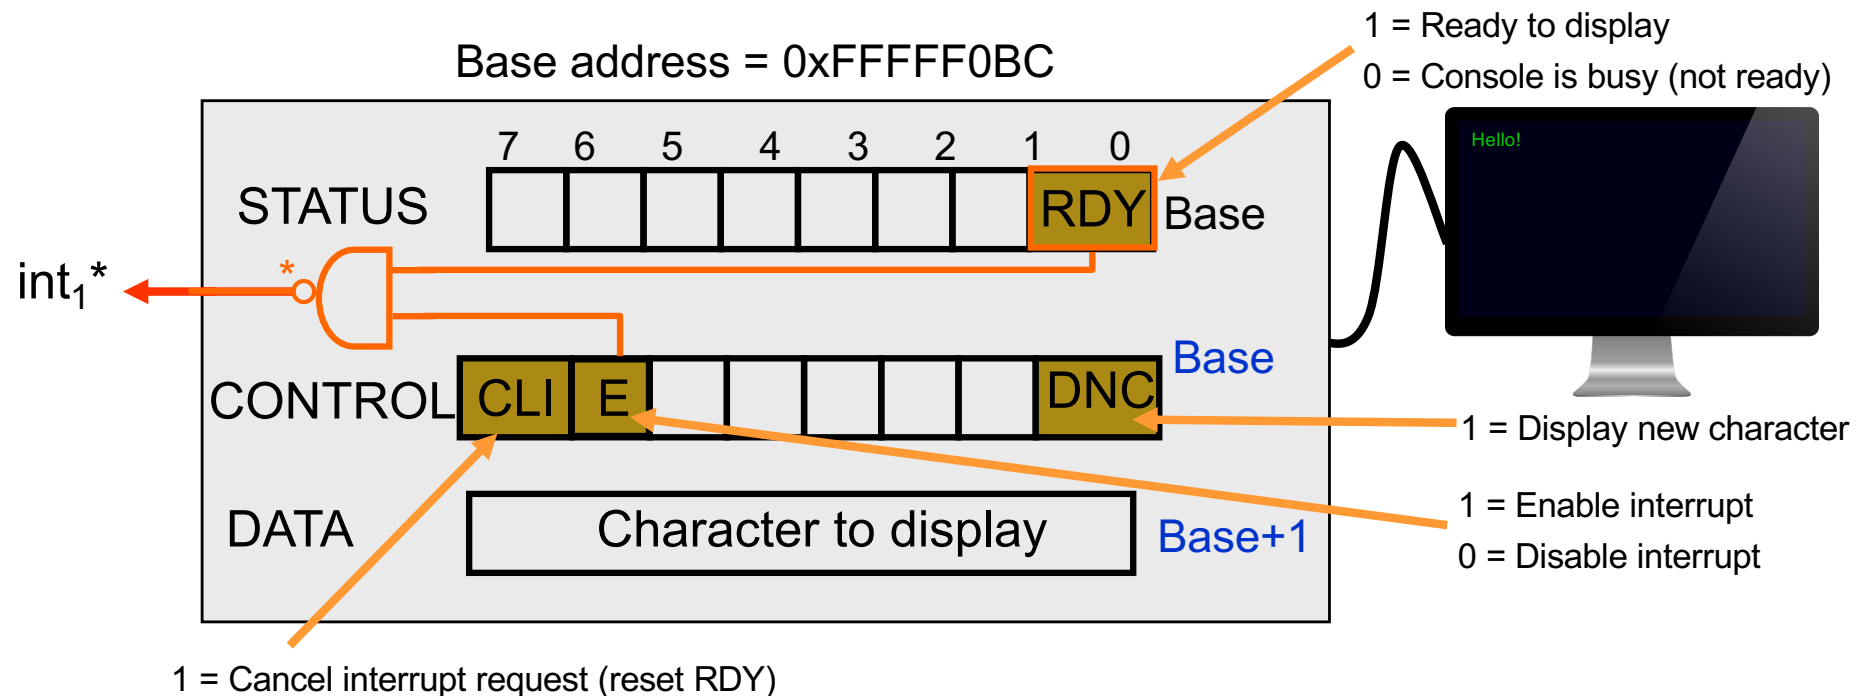 1 = Ready to display
0 = Console is busy (not ready)
Base address = 0xFFFFF0BC
Hello!
7 6 5 4 3 2 1 0
STATUS RDY Base
int1* *
Base
CONTROL CLI E DNC
1 = Display new character
1 = Enable interrupt
0 = Disable interrupt
DATA Character to display Base+1
1 = Cancel interrupt request (reset RDY)